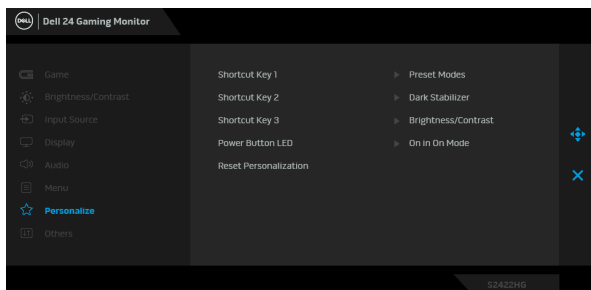 DELL Dell 24 Gaming Monitor
Game
Brightness/Contrast
Input Source
Display
Audio
Menu
Personalize
Others
Shortcut Key 1 Preset Modes
Shortcut Key 2 Dark Stabilizer
Shortcut Key 3 Brightness/Contrast
Power Button LED On in On Mode
Reset Personalization
S2422HG